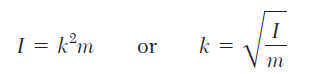 I = k²m or k = √(I/m)